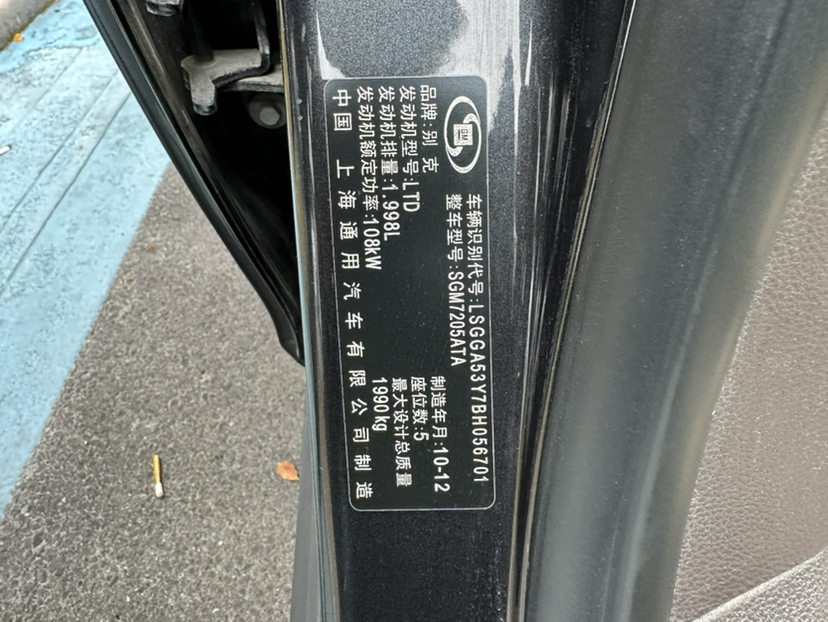 GM
车辆识别代号:LSGGA53Y7BH056701
整车型号:SGM7205ATA
品牌:别克
制造年月:10-12
发动机型号:LTD
座位数:5
发动机排量:1.998L
最大设计总质量
发动机额定功率:108kW
1990kg
中国 上海通用汽车有限公司制造